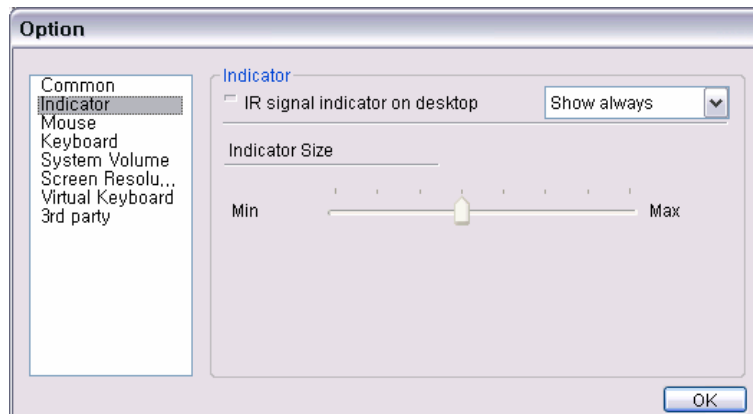 Option
Common
Indicator
Mouse
Keyboard
System Volume
Screen Resolu...
Virtual Keyboard
3rd party
Indicator
IR signal indicator on desktop Show always
Indicator Size
Min Max
OK